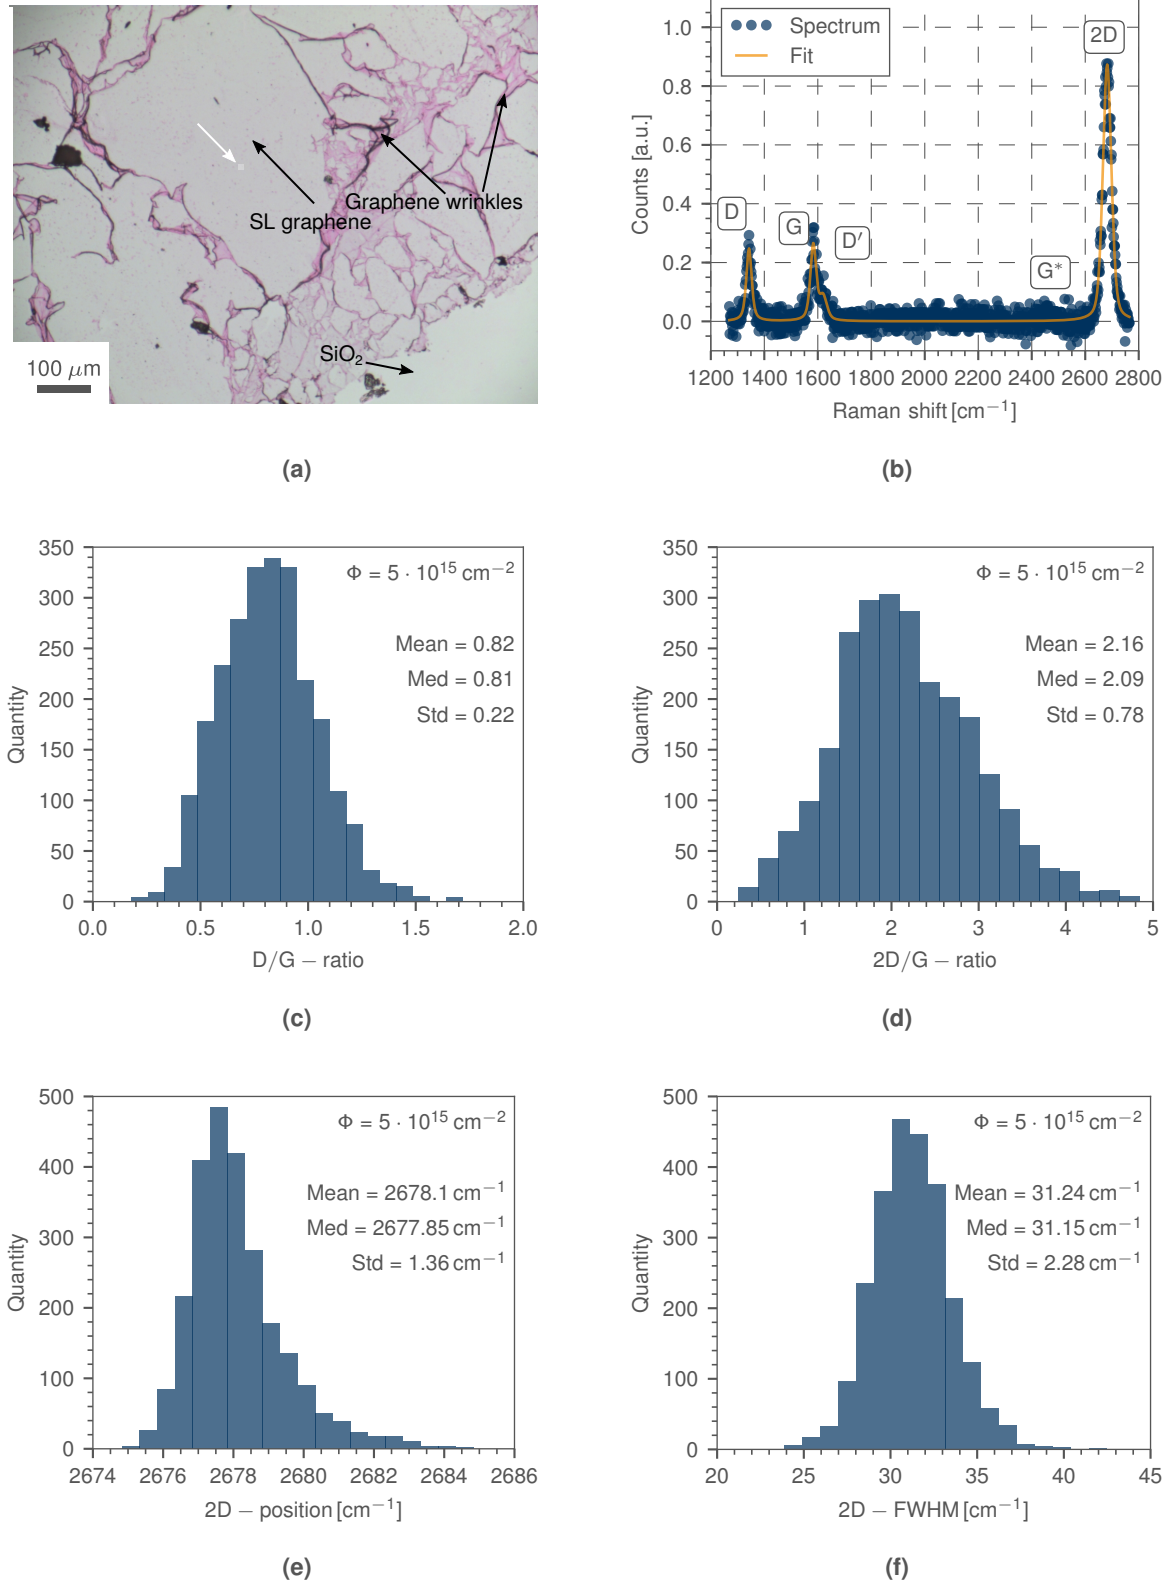 SL graphene
Graphene wrinkles
SiO₂
100 μm
(a)
Spectrum
Fit
D
G
D′
G*
2D
Counts [a.u.]
1.0
0.8
0.6
0.4
0.2
0.0
1200 1400 1600 1800 2000 2200 2400 2600 2800
Raman shift [cm⁻¹]
(b)
Φ = 5 · 10¹⁵ cm⁻²
Mean = 0.82
Med = 0.81
Std = 0.22
Quantity
350
300
250
200
150
100
50
0
0.0 0.5 1.0 1.5 2.0
D/G − ratio
(c)
Φ = 5 · 10¹⁵ cm⁻²
Mean = 2.16
Med = 2.09
Std = 0.78
Quantity
350
300
250
200
150
100
50
0
0 1 2 3 4 5
2D/G − ratio
(d)
Φ = 5 · 10¹⁵ cm⁻²
Mean = 2678.1 cm⁻¹
Med = 2677.85 cm⁻¹
Std = 1.36 cm⁻¹
Quantity
500
400
300
200
100
0
2674 2676 2678 2680 2682 2684 2686
2D − position [cm⁻¹]
(e)
Φ = 5 · 10¹⁵ cm⁻²
Mean = 31.24 cm⁻¹
Med = 31.15 cm⁻¹
Std = 2.28 cm⁻¹
Quantity
500
400
300
200
100
0
20 25 30 35 40 45
2D − FWHM [cm⁻¹]
(f)